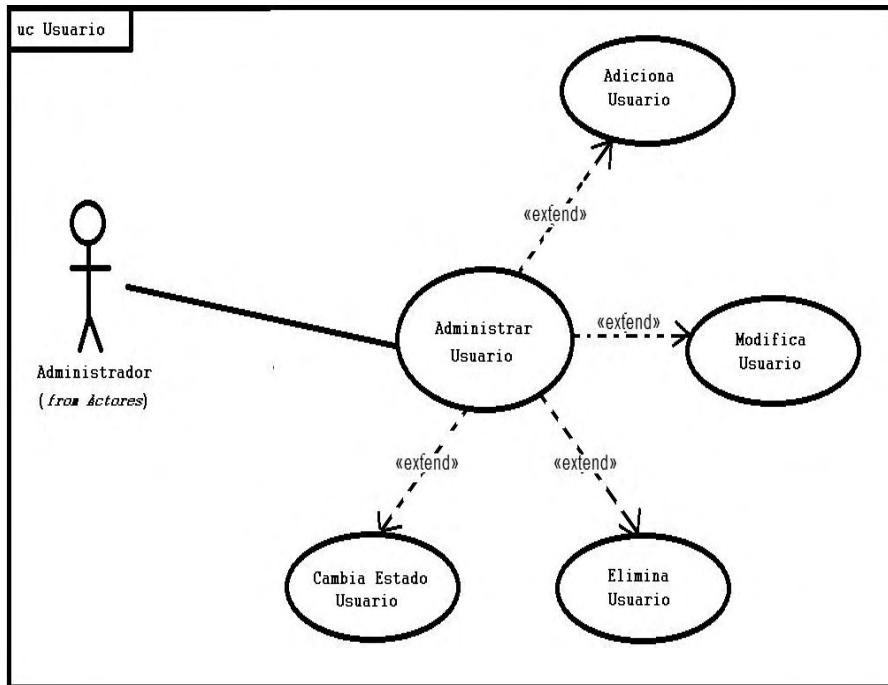 uc Usuario
Adiciona
Usuario
«extend»
«extend»
Administrar
Usuario
Modifica
Usuario
Administrador
(from Actores)
«extend»
«extend»
Cambia Estado
Usuario
Elimina
Usuario